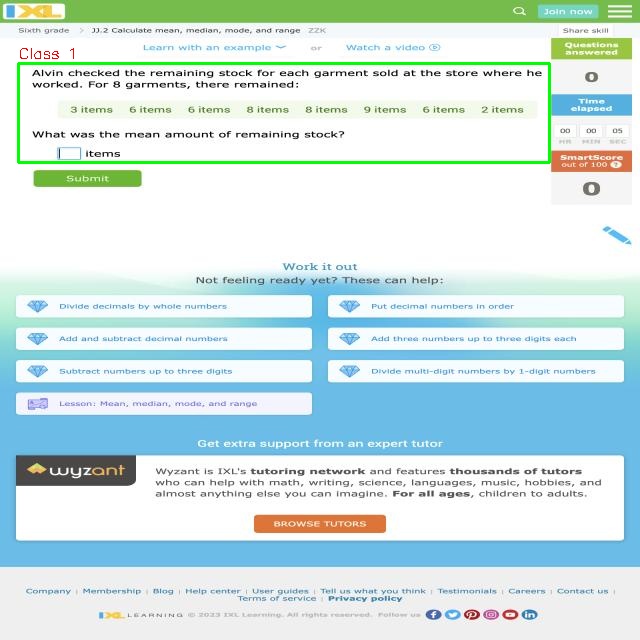 IXL
Join now
Sixth grade > JJ.2 Calculate mean, median, mode, and range ZZK
Share skill
Learn with an example or Watch a video
Class 1
Questions answered
0
Time elapsed
00 00 05
HR MIN SEC
SmartScore
out of 100 ?
0
Alvin checked the remaining stock for each garment sold at the store where he
worked. For 8 garments, there remained:
3 items 6 items 6 items 8 items 8 items 9 items 6 items 2 items
What was the mean amount of remaining stock?
items
Submit
Work it out
Not feeling ready yet? These can help:
Divide decimals by whole numbers
Put decimal numbers in order
Add and subtract decimal numbers
Add three numbers up to three digits each
Subtract numbers up to three digits
Divide multi-digit numbers by 1-digit numbers
Lesson: Mean, median, mode, and range
Get extra support from an expert tutor
wyzant
Wyzant is IXL's tutoring network and features thousands of tutors
who can help with math, writing, science, languages, music, hobbies, and
almost anything else you can imagine. For all ages, children to adults.
BROWSE TUTORS
Company | Membership | Blog | Help center | User guides | Tell us what you think | Testimonials | Careers | Contact us |
Terms of service | Privacy policy
IXL LEARNING © 2023 IXL Learning. All rights reserved. Follow us